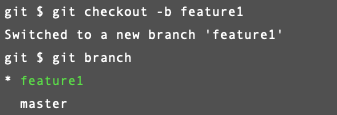 git $ git checkout -b feature1
Switched to a new branch 'feature1'
git $ git branch
* feature1
  master